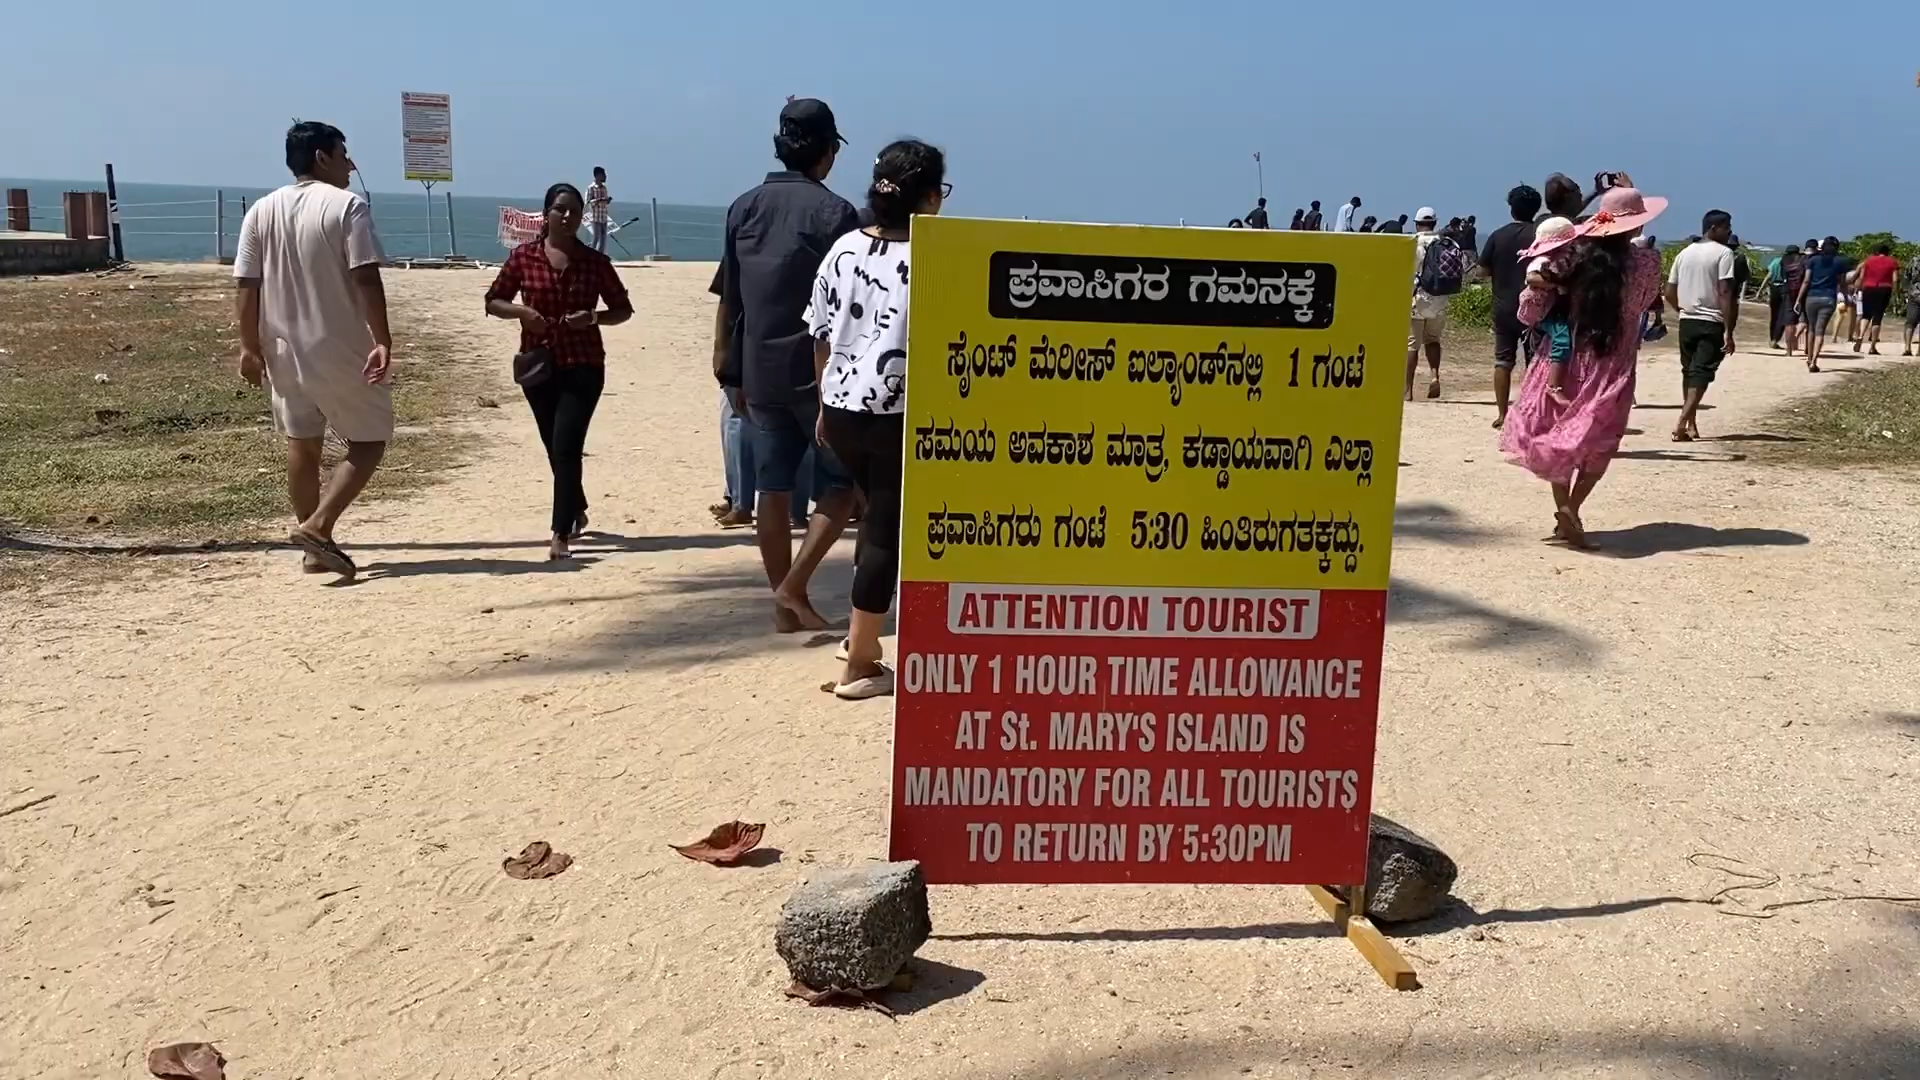 NO SWIMMING
ಪ್ರವಾಸಿಗರ ಗಮನಕ್ಕೆ
ಸೈಂಟ್ ಮೆರೀಸ್ ಐಲ್ಯಾಂಡ್‌ನಲ್ಲಿ 1 ಗಂಟೆ
ಸಮಯ ಅವಕಾಶ ಮಾತ್ರ, ಕಡ್ಡಾಯವಾಗಿ ಎಲ್ಲಾ
ಪ್ರವಾಸಿಗರು ಗಂಟೆ 5:30 ಹಿಂತಿರುಗತಕ್ಕದ್ದು.
ATTENTION TOURIST
ONLY 1 HOUR TIME ALLOWANCE
AT St. MARY'S ISLAND IS
MANDATORY FOR ALL TOURISTS
TO RETURN BY 5:30PM